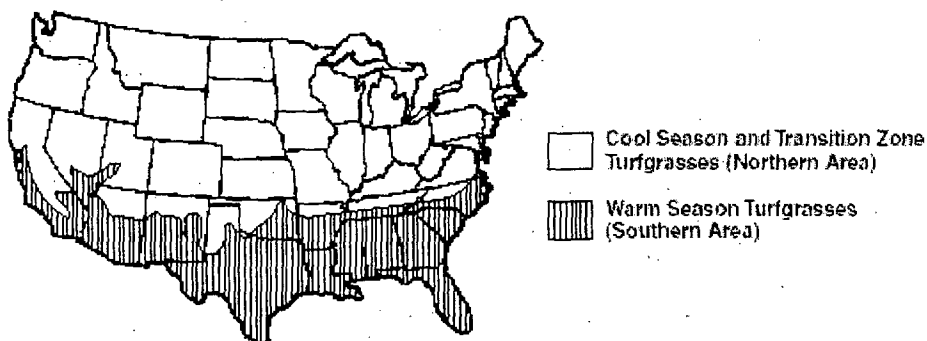 Cool Season and Transition Zone
Turfgrasses (Northern Area)
Warm Season Turfgrasses
(Southern Area)